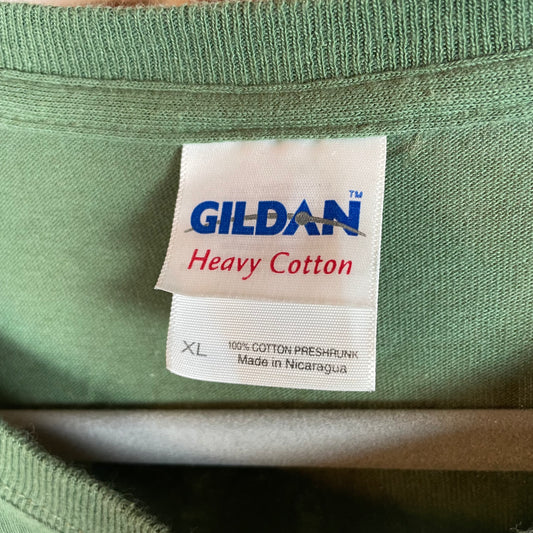 GILDAN™
Heavy Cotton
XL
100% COTTON PRESHRUNK
Made in Nicaragua